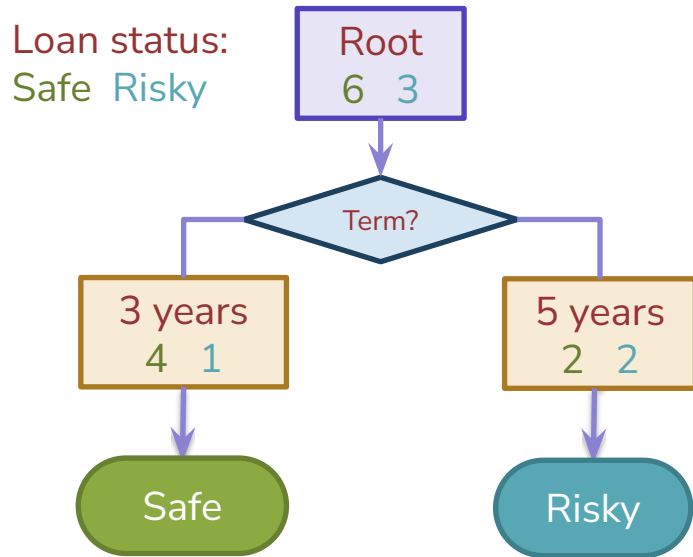 Loan status:
Safe Risky
Root
6 3
Term?
3 years
4 1
5 years
2 2
Safe
Risky